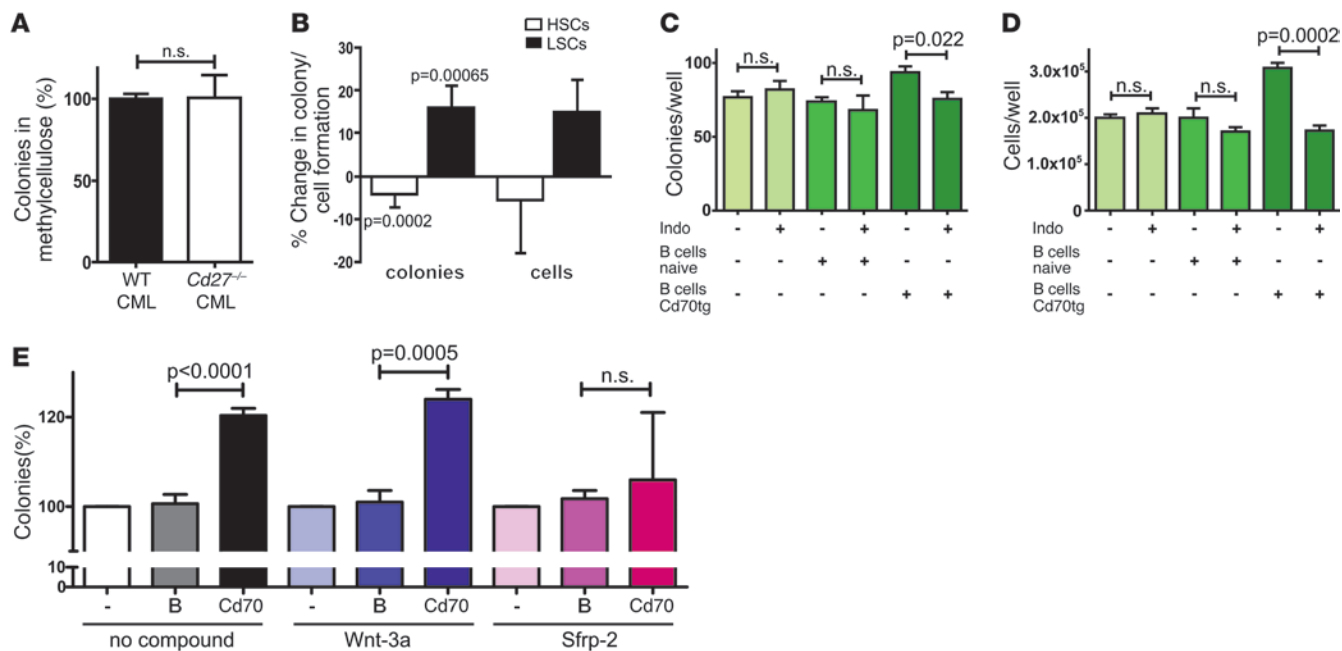 A
n.s.
Colonies in
methylcellulose (%)
100
50
0
WT
CML
Cd27⁻/⁻
CML
B
HSCs
LSCs
% Change in colony/
cell formation
30
20
10
0
-10
-20
p=0.00065
p=0.0002
colonies
cells
C
Colonies/well
100
50
0
n.s.
n.s.
p=0.022
Indo - + - + - +
B cells
naive - - + + - -
B cells
Cd70tg - - - - + +
D
Cells/well
3.0x10⁵
2.0x10⁵
1.0x10⁵
0
n.s.
n.s.
Indo - + - + - +
B cells
naive - - + + - -
B cells
Cd70tg - - - - + +
E
Colonies(%)
120
100
10
0
p<0.0001
p=0.0005
n.s.
- B Cd70 - B Cd70 - B Cd70
no compound Wnt-3a Sfrp-2